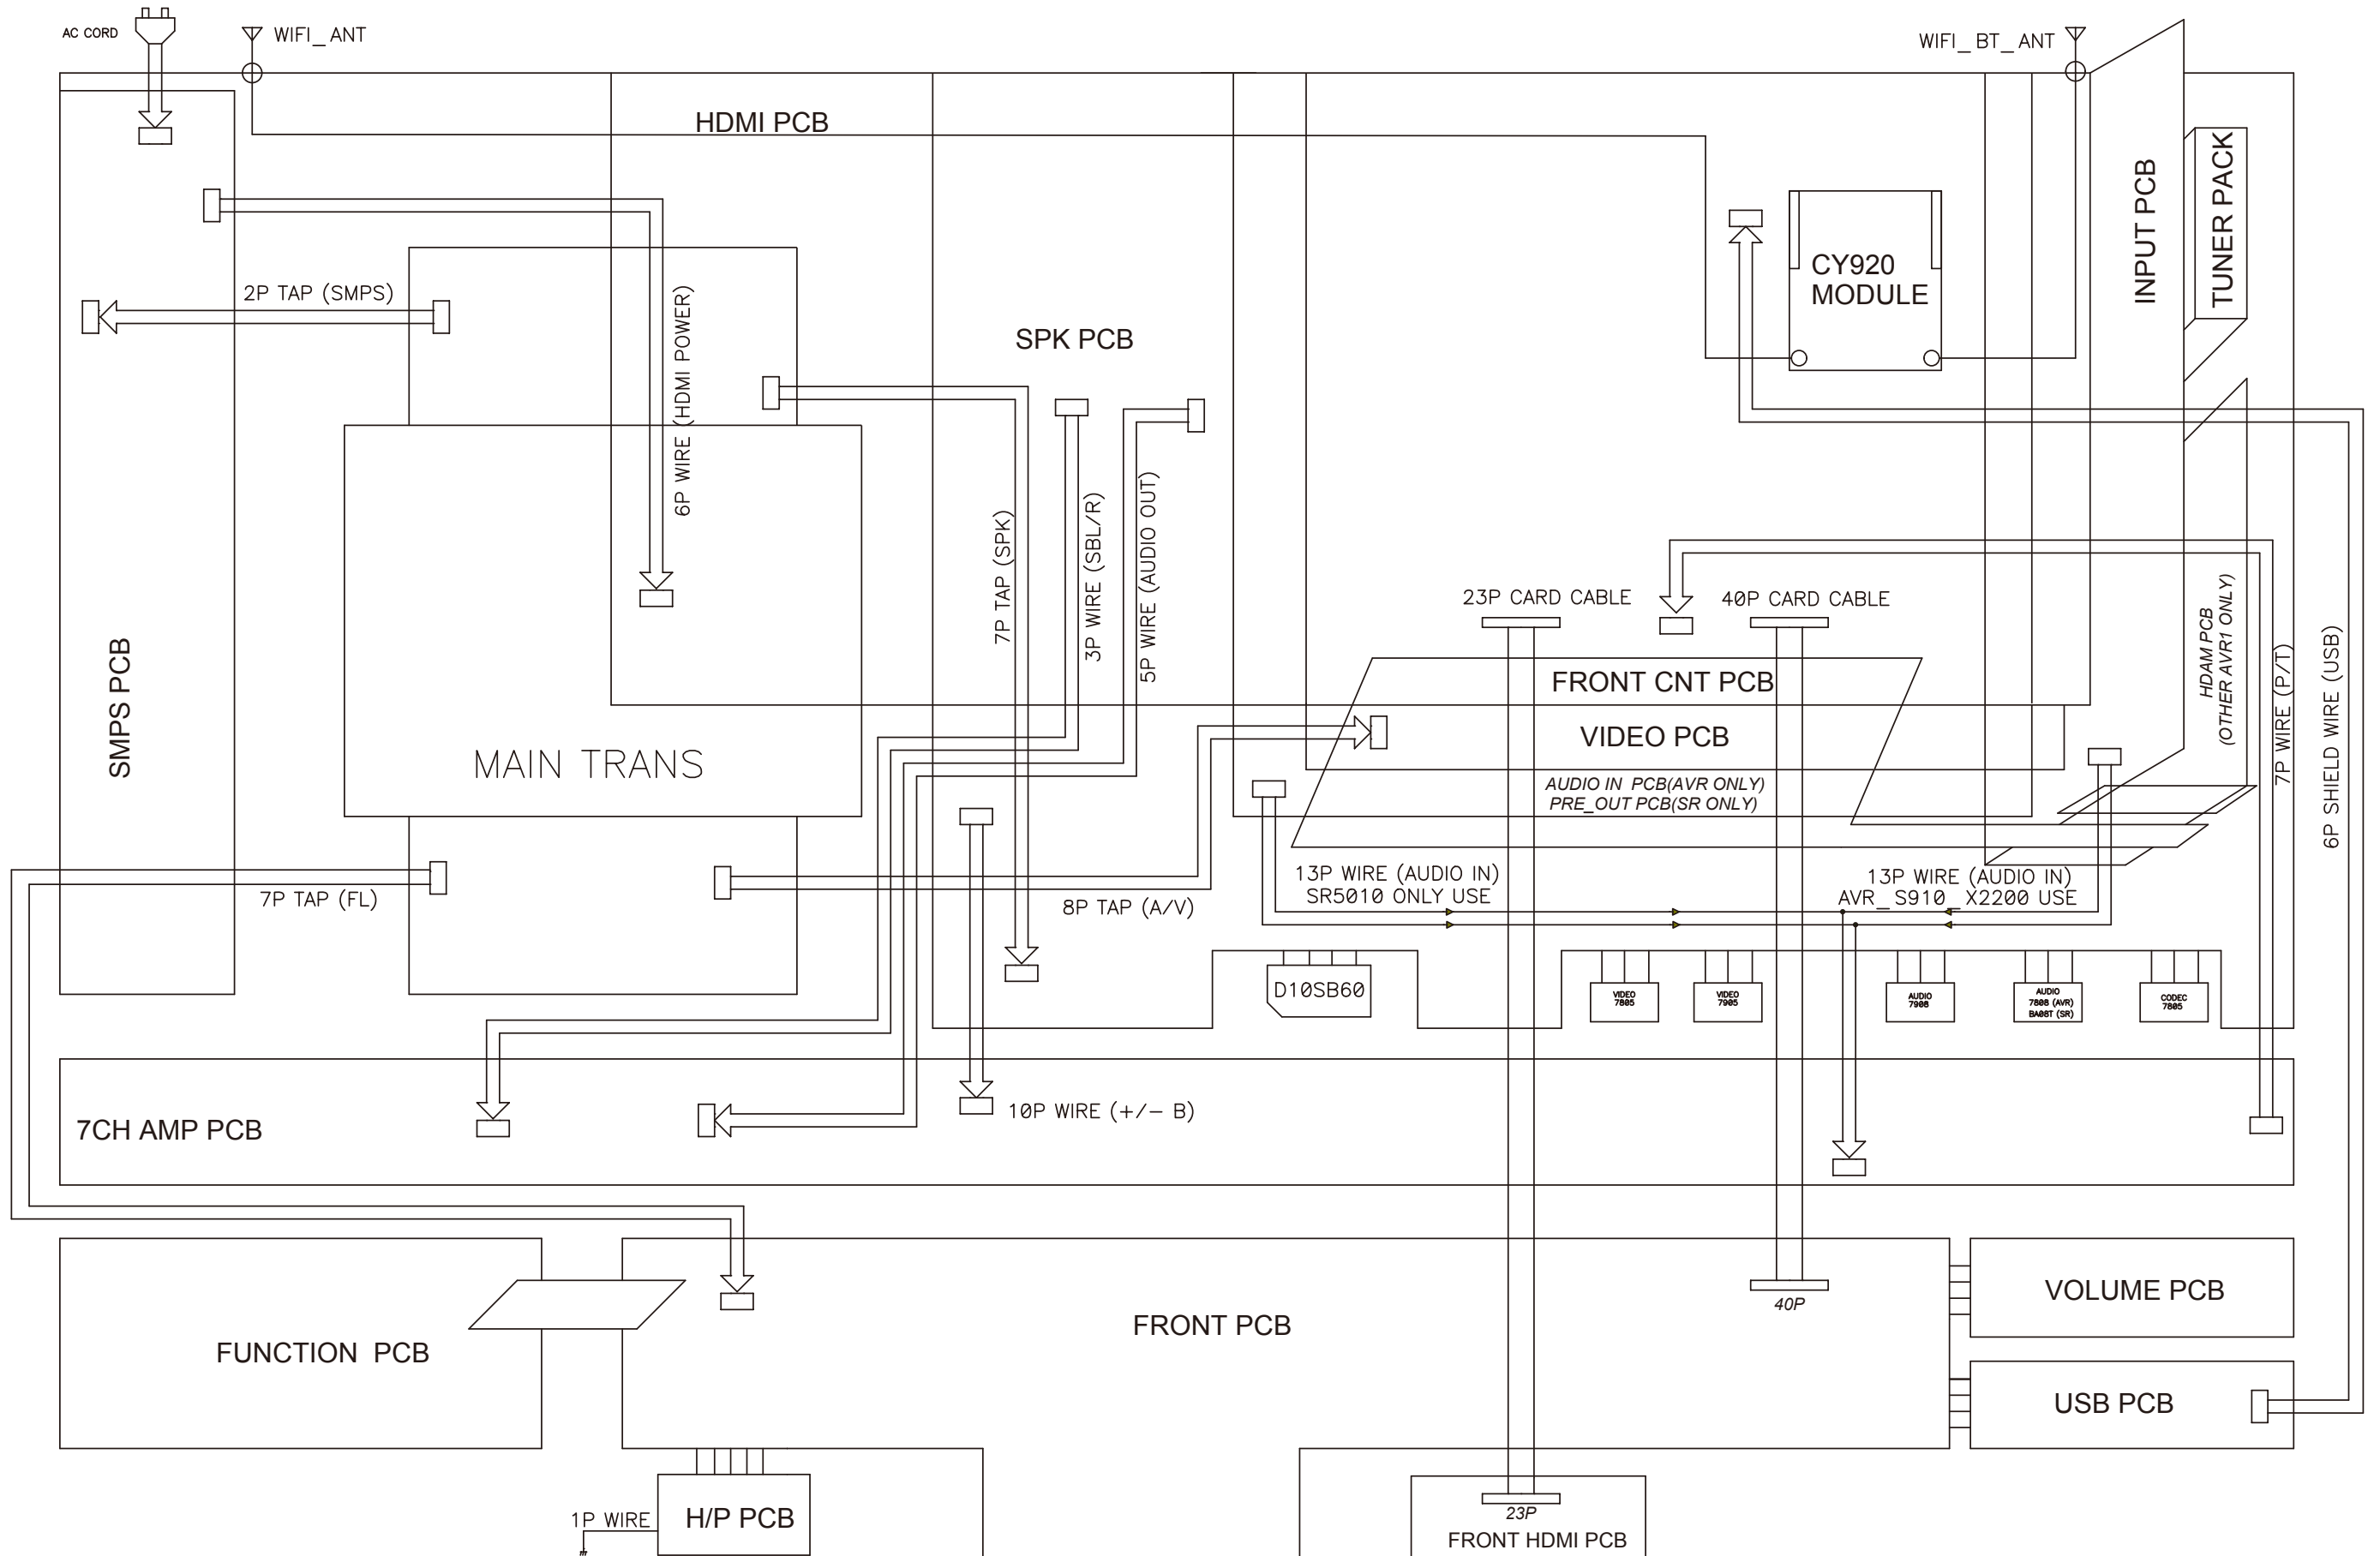 AC CORD
WIFI_ANT
WIFI_BT_ANT
HDMI PCB
INPUT PCB
TUNER PACK
CY920
MODULE
2P TAP (SMPS)
6P WIRE (HDMI POWER)
SPK PCB
7P TAP (SPK)
3P WIRE (SBL/R)
5P WIRE (AUDIO OUT)
23P CARD CABLE
40P CARD CABLE
HDAM PCB
(OTHER AVR1 ONLY)
7P WIRE (P/T)
6P SHIELD WIRE (USB)
SMPS PCB
MAIN TRANS
FRONT CNT PCB
VIDEO PCB
AUDIO IN PCB(AVR ONLY)
PRE_OUT PCB(SR ONLY)
7P TAP (FL)
8P TAP (A/V)
13P WIRE (AUDIO IN)
SR5010 ONLY USE
13P WIRE (AUDIO IN)
AVR_S910_X2200 USE
D10SB60
VIDEO
7805
VIDEO
7905
AUDIO
7908
AUDIO
7808 (AVR)
BA08T (SR)
CODEC
7805
7CH AMP PCB
10P WIRE (+/- B)
40P
VOLUME PCB
FRONT PCB
FUNCTION PCB
USB PCB
1P WIRE
H/P PCB
23P
FRONT HDMI PCB